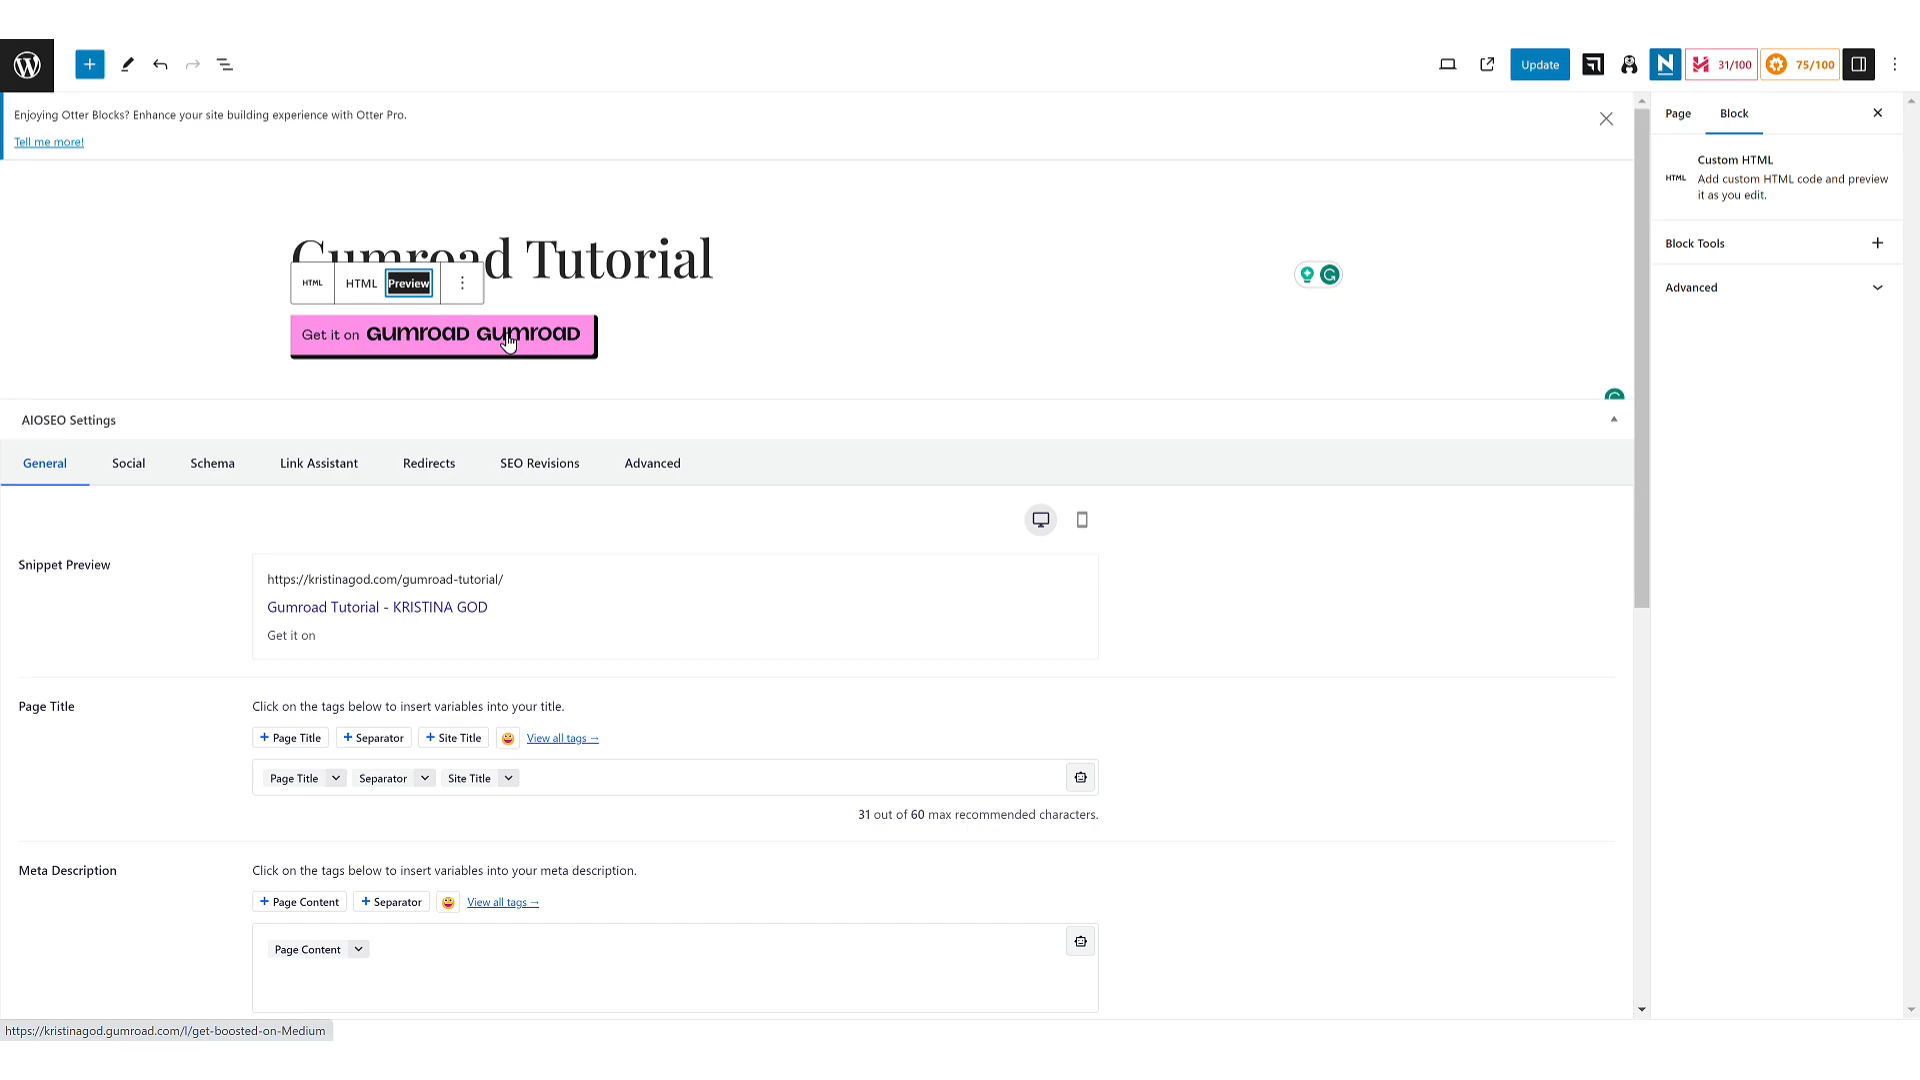 Update
31/100
75/100
Enjoying Otter Blocks? Enhance your site building experience with Otter Pro.
Tell me more!
Page
Block
Custom HTML
HTML
Add custom HTML code and preview
it as you edit.
Block Tools
Advanced
Gumroad Tutorial
HTML
HTML
Preview
Get it on GUMROAD GUMROAD
AIOSEO Settings
General
Social
Schema
Link Assistant
Redirects
SEO Revisions
Advanced
Snippet Preview
https://kristinagod.com/gumroad-tutorial/
Gumroad Tutorial - KRISTINA GOD
Get it on
Page Title
Click on the tags below to insert variables into your title.
+ Page Title
+ Separator
+ Site Title
View all tags →
Page Title
Separator
Site Title
31 out of 60 max recommended characters.
Meta Description
Click on the tags below to insert variables into your meta description.
+ Page Content
+ Separator
View all tags →
Page Content
https://kristinagod.gumroad.com/l/get-boosted-on-Medium